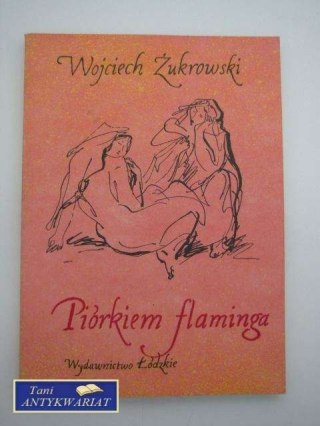 Wojciech Żukrowski
Piórkiem flaminga
Wydawnictwo Łódzkie
Tani
ANTYKWARIAT